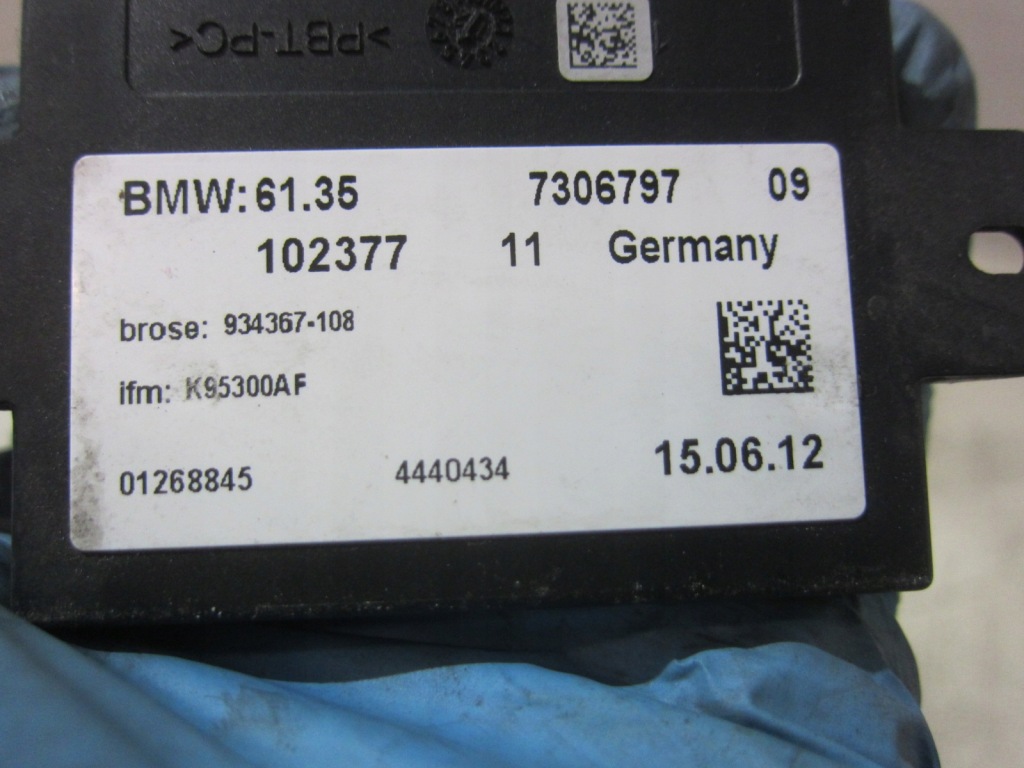 >PBT-PC<
BMW: 61.35 7306797 09
102377 11 Germany
brose: 934367-108
ifm: K95300AF
01268845 4440434 15.06.12